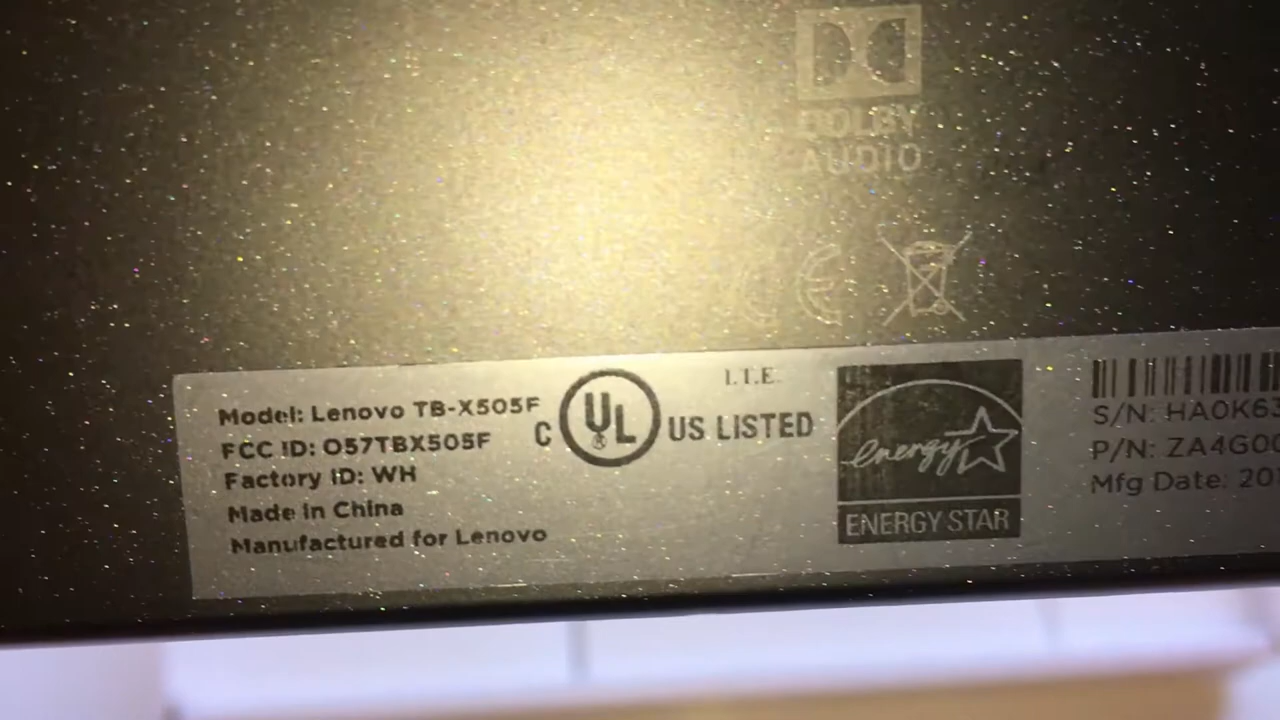 DOLBY
AUDIO
Model: Lenovo TB-X505F
FCC ID: O57TBX505F
Factory ID: WH
Made in China
Manufactured for Lenovo
I.T.E.
C UL ® US LISTED
energy
ENERGY STAR
S/N: HA0K63
P/N: ZA4G00
Mfg Date: 20